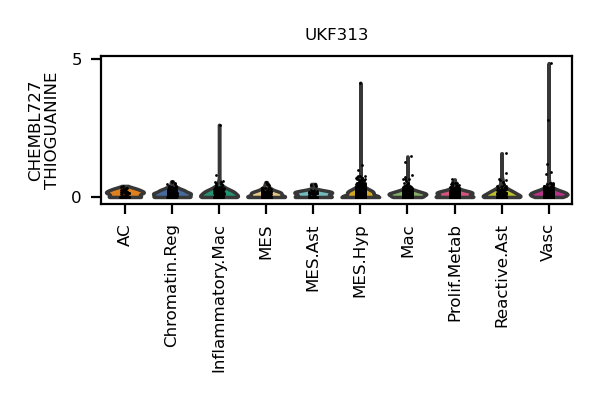 UKF313
CHEMBL727
THIOGUANINE
5
0
AC
Chromatin.Reg
Inflammatory.Mac
MES
MES.Ast
MES.Hyp
Mac
Prolif.Metab
Reactive.Ast
Vasc